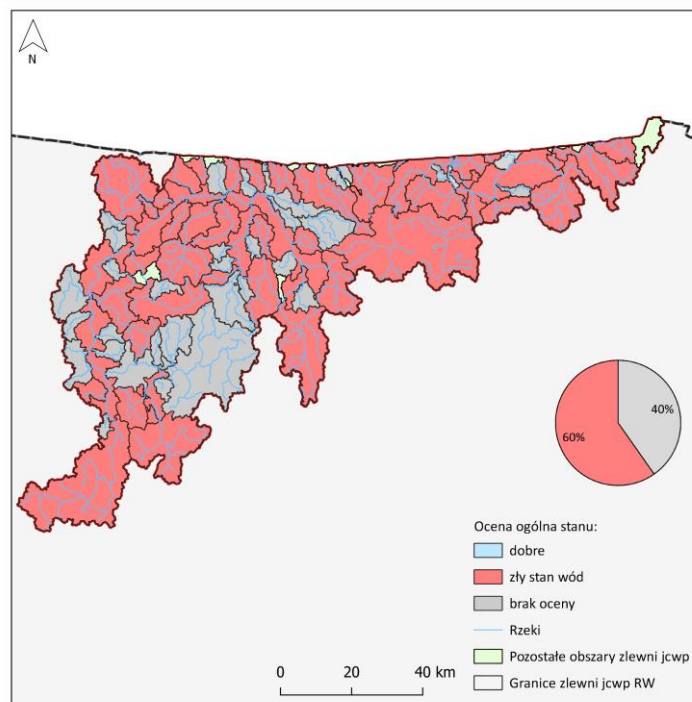 N
40%
60%
Ocena ogólna stanu:
dobre
zły stan wód
brak oceny
Rzeki
Pozostałe obszary zlewni jcwp
Granice zlewni jcwp RW
0 20 40 km